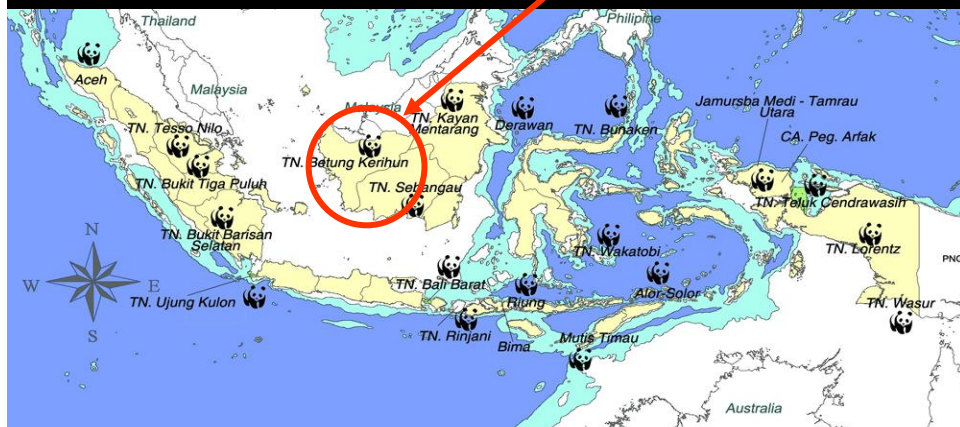 Thailand
Philipine
Aceh
Malaysia
Malaysia
TN. Kayan
Mentarang
Derawan
TN. Bunaken
Jamursba Medi - Tamrau
Utara
CA. Peg. Arfak
TN. Tesso Nilo
TN. Betung Kerihun
TN. Bukit Tiga Puluh
TN. Sebangau
TN. Teluk Cendrawasih
TN. Bukit Barisan
Selatan
TN. Wakatobi
TN. Lorentz
PNG
N
W
E
S
TN. Ujung Kulon
TN. Bali Barat
Riung
Alor-Solor
TN. Wasur
TN. Rinjani
Bima
Mutis Timau
Australia